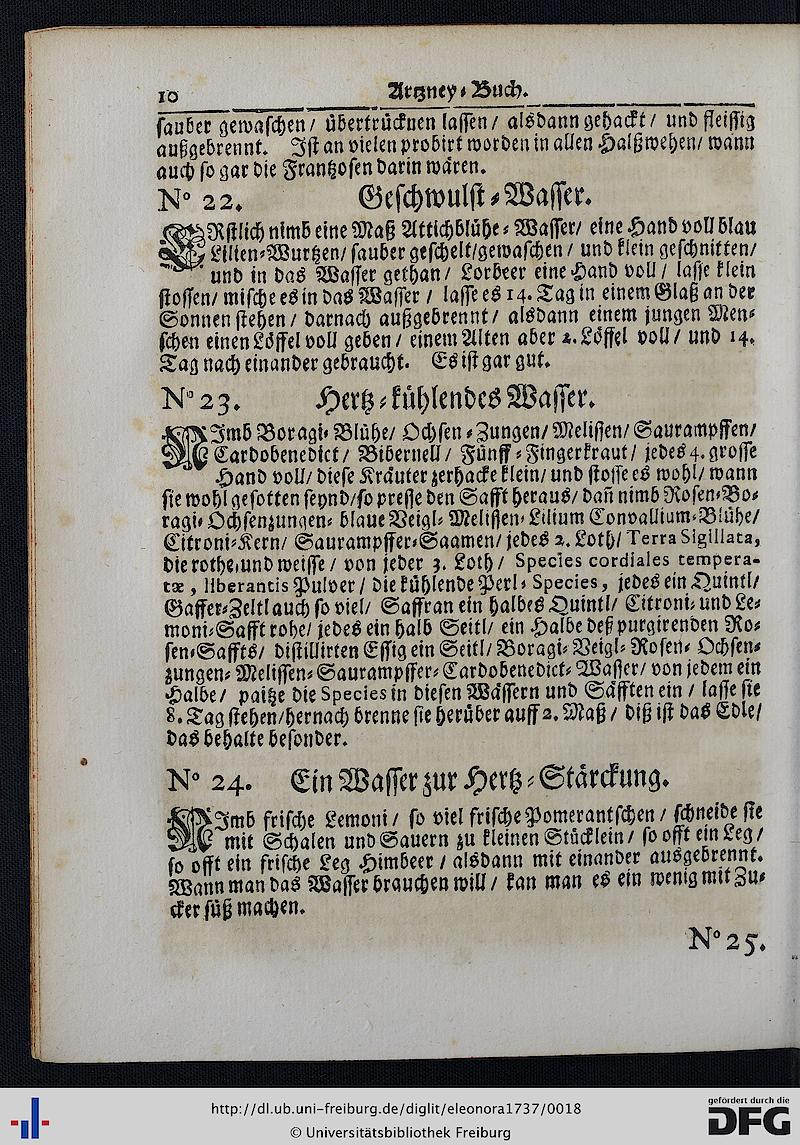 10 Artzney-Buch.
sauber gewaschen/ übertrücknen lassen/ alsdann gehackt/ und fleissig
außgebrennt. Ist an vielen probirt worden in allen Halßwehen/ wann
auch so gar die Frantzosen darin wären.
No 22. Geschwulst-Wasser.
ERstlich nimb eine Maß Attichblühe-Wasser/ eine Hand voll blau
Lilien-Wurtzen/ sauber geschelt/gewaschen/ und klein geschnitten/
und in das Wasser gethan/ Lorbeer eine Hand voll/ lasse klein
stossen/ mische es in das Wasser/ lasse es 14. Tag in einem Glaß an der
Sonnen stehen/ darnach außgebrennt/ alsdann einem jungen Men-
schen einen Löffel voll geben/ einem Alten aber 2. Löffel voll/ und 14.
Tag nach einander gebraucht. Es ist gar gut.
No 23. Hertz-kühlendes Wasser.
NImb Boragi-Blühe/ Ochsen-Zungen/ Melissen/ Saurampffen/
Cardobenedict/ Bibernell/ Fünff-Fingerkraut/ jedes 4. grosse
Hand voll/ diese Kräuter zerhacke klein/ und stosse es wohl/ wann
sie wohl gesotten seynd/so presse den Safft heraus/ dañ nimb Rosen-Bo-
ragi-Ochsenzungen- blaue Veigl- Melissen- Lilium Convallium-Blühe/
Citroni-Kern/ Saurampffer-Saamen/ jedes 2. Loth/ Terra Sigillata,
die rothe,und weisse/ von jeder 3. Loth/ Species cordiales tempera-
tæ, liberantis Pulver/ die kühlende Perl-Species, jedes ein Quintl/
Gaffer-Zeltl auch so viel/ Saffran ein halbes Quintl/ Citroni- und Le-
moni-Safft rohe/ jedes ein halb Seitl/ ein Halbe deß purgirenden Ro-
sen-Saffts/ distillirten Essig ein Seitl/ Boragi- Veigl- Rosen- Ochsen-
zungen- Melissen- Saurampffer- Cardobenedict- Wasser/ von jedem ein
Halbe/ paitze die Species in diesen Wässern und Säfften ein/ lasse sie
8. Tag stehen/hernach brenne sie herüber auff 2. Maß/ diß ist das Edle/
das behalte besonder.
No 24. Ein Wasser zur Hertz-Stärckung.
NImb frische Lemoni/ so viel frische Pomerantschen/ schneide sie
mit Schalen und Sauern zu kleinen Stücklein/ so offt ein Leg/
so offt ein frische Leg Himbeer/ alsdann mit einander ausgebrennt.
Wann man das Wasser brauchen will/ kan man es ein wenig mit Zu-
cker süß machen.
No 25.
http://dl.ub.uni-freiburg.de/diglit/eleonora1737/0018
© Universitätsbibliothek Freiburg
gefördert durch die
DFG